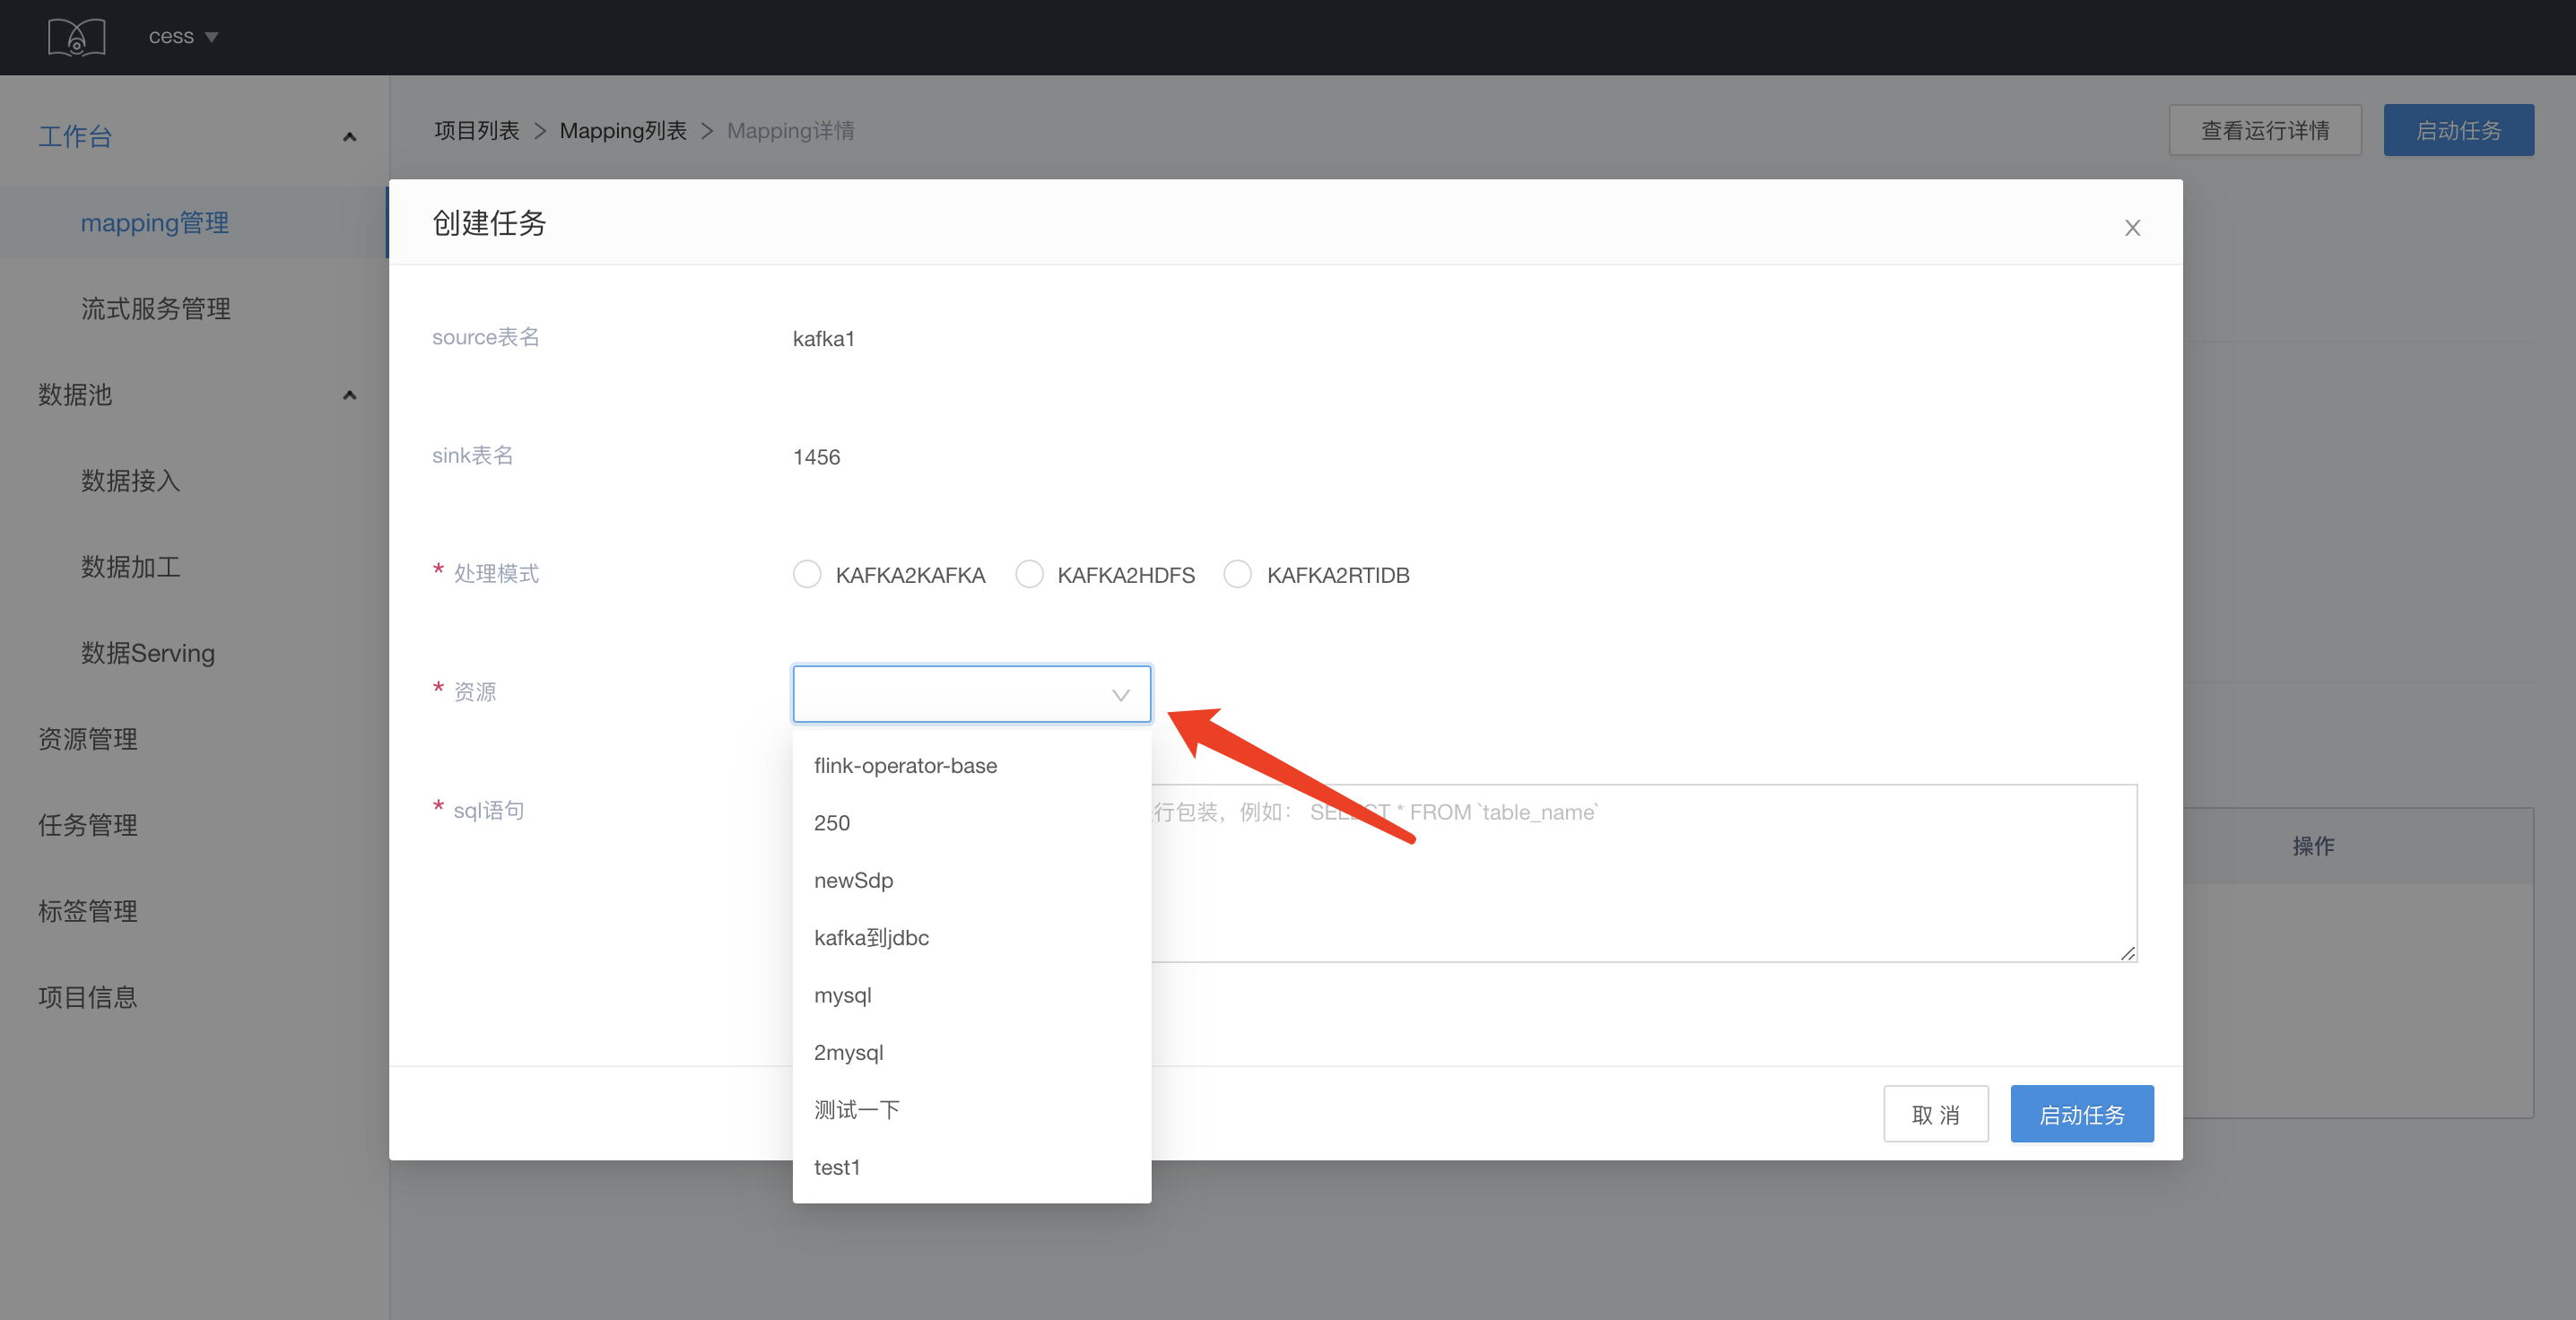 cess
工作台
mapping管理
流式服务管理
数据池
数据接入
数据加工
数据Serving
资源管理
任务管理
标签管理
项目信息
项目列表 > Mapping列表 > Mapping详情
查看运行详情
启动任务
创建任务
source表名 kafka1
sink表名 1456
* 处理模式 KAFKA2KAFKA KAFKA2HDFS KAFKA2RTIDB
* 资源
flink-operator-base
250
newSdp
kafka到jdbc
mysql
2mysql
测试一下
test1
* sql语句
行包装，例如： SELECT * FROM `table_name`
操作
取 消
启动任务